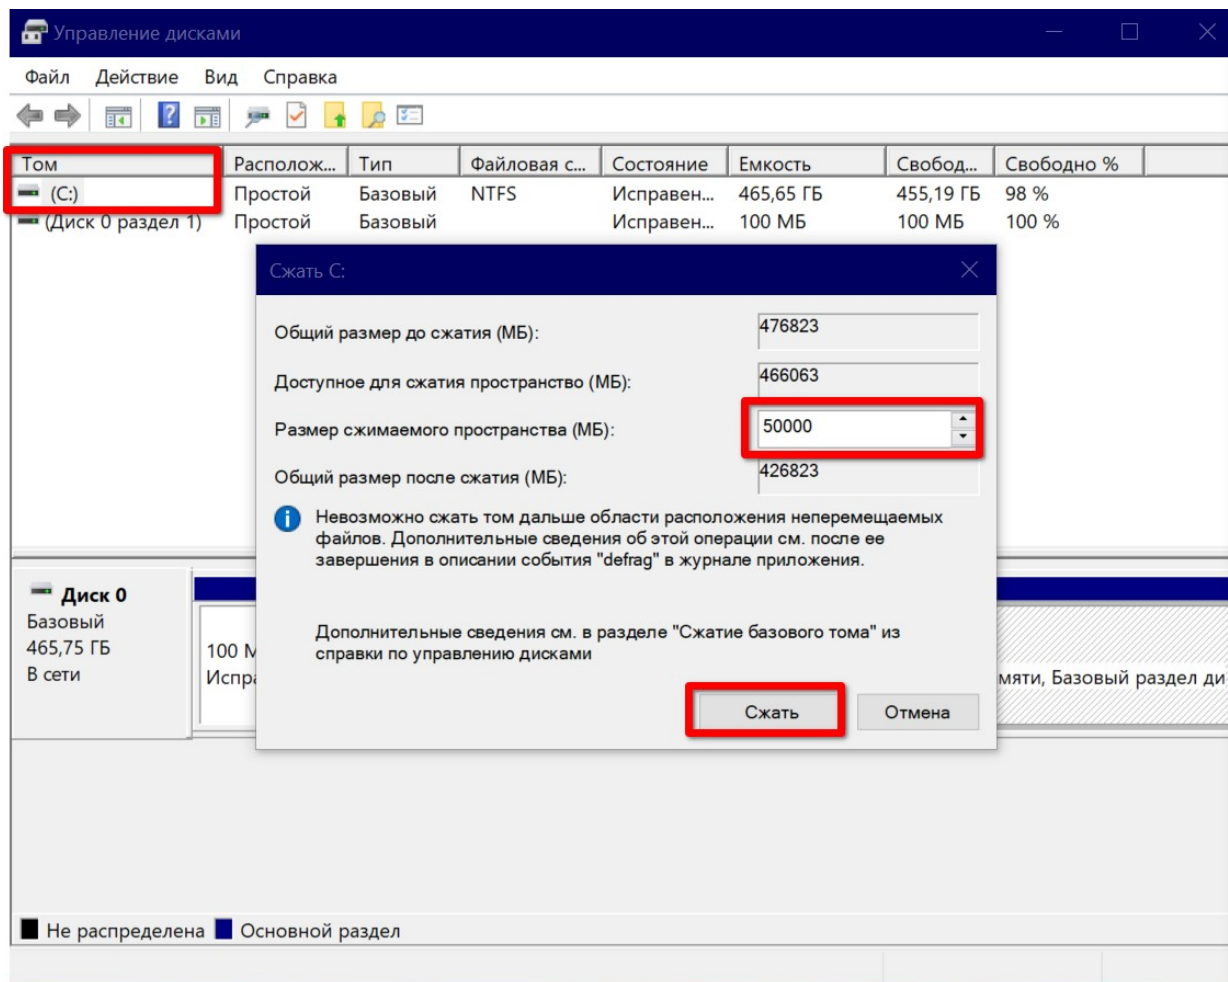 Управление дисками
Файл Действие Вид Справка
Том Располож... Тип Файловая с... Состояние Емкость Свобод... Свободно %
(C:) Простой Базовый NTFS Исправен... 465,65 ГБ 455,19 ГБ 98 %
(Диск 0 раздел 1) Простой Базовый Исправен... 100 МБ 100 МБ 100 %
Сжать C:
Общий размер до сжатия (МБ): 476823
Доступное для сжатия пространство (МБ): 466063
Размер сжимаемого пространства (МБ): 50000
Общий размер после сжатия (МБ): 426823
Невозможно сжать том дальше области расположения неперемещаемых
файлов. Дополнительные сведения об этой операции см. после ее
завершения в описании события "defrag" в журнале приложения.
Дополнительные сведения см. в разделе "Сжатие базового тома" из
справки по управлению дисками
Сжать Отмена
Диск 0
Базовый
465,75 ГБ
В сети
100 М
Испр
мяти, Базовый раздел ди
Не распределена Основной раздел